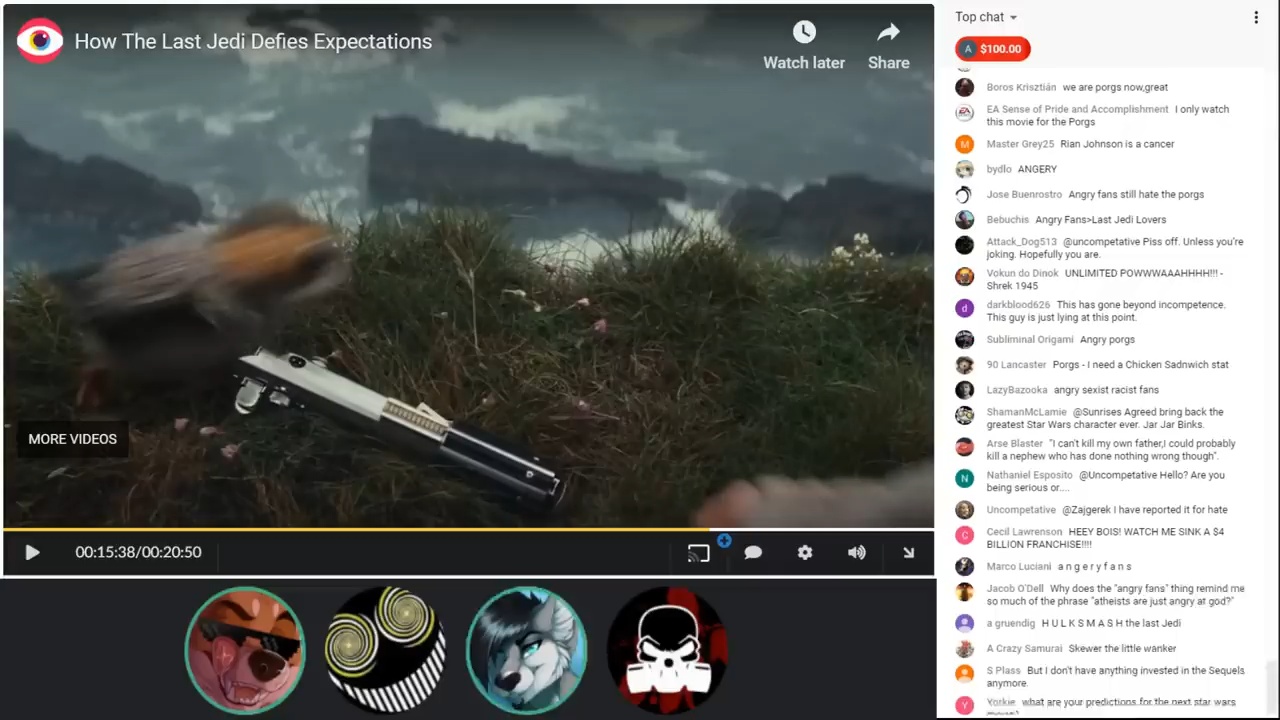 How The Last Jedi Defies Expectations
Watch later
Share
MORE VIDEOS
00:15:38/00:20:50
Top chat
A $100.00
Boros Krisztián we are porgs now,great
EA Sense of Pride and Accomplishment I only watch
this movie for the Porgs
M
Master Grey25 Rian Johnson is a cancer
bydlo ANGERY
Jose Buenrostro Angry fans still hate the porgs
Bebuchis Angry Fans>Last Jedi Lovers
Attack_Dog513 @uncompetative Piss off. Unless you're
joking. Hopefully you are.
Vokun do Dinok UNLIMITED POWWWAAAHHHH!!! -
Shrek 1945
d
darkblood626 This has gone beyond incompetence.
This guy is just lying at this point.
Subliminal Origami Angry porgs
90 Lancaster Porgs - I need a Chicken Sadnwich stat
LazyBazooka angry sexist racist fans
ShamanMcLamie @Sunrises Agreed bring back the
greatest Star Wars character ever. Jar Jar Binks.
Arse Blaster "I can't kill my own father,I could probably
kill a nephew who has done nothing wrong though".
N
Nathaniel Esposito @Uncompetative Hello? Are you
being serious or....
Uncompetative @Zajgerek I have reported it for hate
C
Cecil Lawrenson HEEY BOIS! WATCH ME SINK A $4
BILLION FRANCHISE!!!!
Marco Luciani a n g e r y f a n s
Jacob O'Dell Why does the "angry fans" thing remind me
so much of the phrase "atheists are just angry at god?"
a gruendig H U L K S M A S H the last Jedi
A Crazy Samurai Skewer the little wanker
S Plass But I don't have anything invested in the Sequels
anymore.
Y
Yorkie what are your predictions for the next star wars